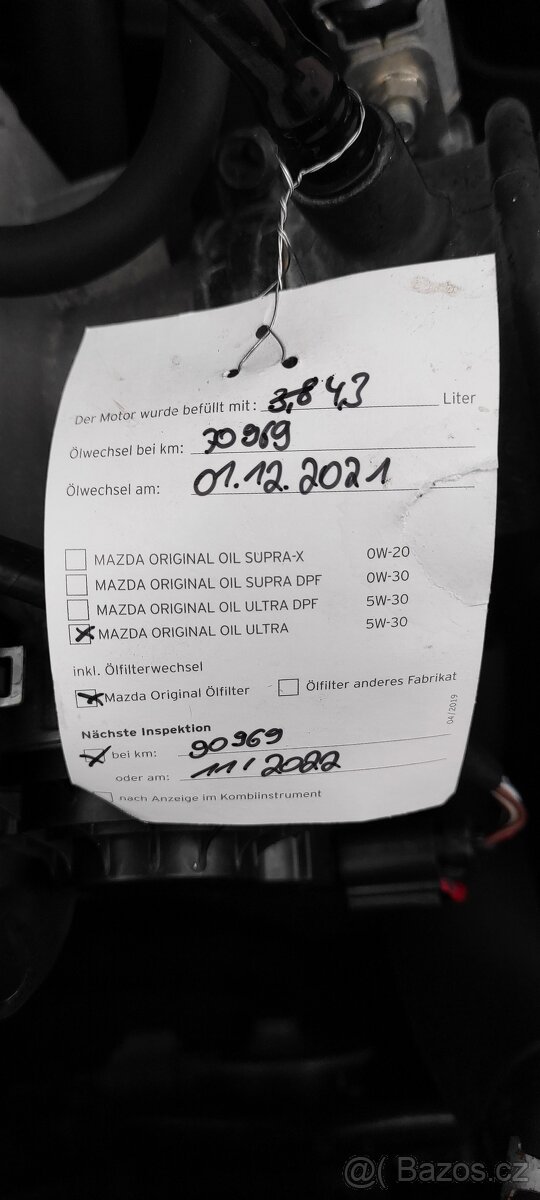 Der Motor wurde befüllt mit: 3,8 4,3 Liter
Ölwechsel bei km: 70969
Ölwechsel am: 01.12.2021
MAZDA ORIGINAL OIL SUPRA-X 0W-20
MAZDA ORIGINAL OIL SUPRA DPF 0W-30
MAZDA ORIGINAL OIL ULTRA DPF 5W-30
MAZDA ORIGINAL OIL ULTRA 5W-30
inkl. Ölfilterwechsel
Mazda Original Ölfilter Ölfilter anderes Fabrikat
04/2019
Nächste Inspektion
bei km: 90969
oder am: 11/2022
nach Anzeige im Kombiinstrument
Bazos.cz